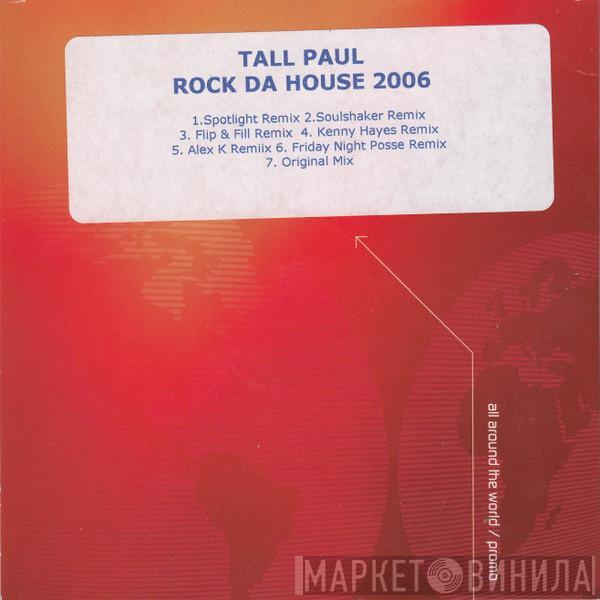 TALL PAUL
ROCK DA HOUSE 2006
1.Spotlight Remix 2.Soulshaker Remix
3. Flip & Fill Remix 4. Kenny Hayes Remix
5. Alex K Remiix 6. Friday Night Posse Remix
7. Original Mix
all around the world / promo
МАРКЕТ ВИНИЛА